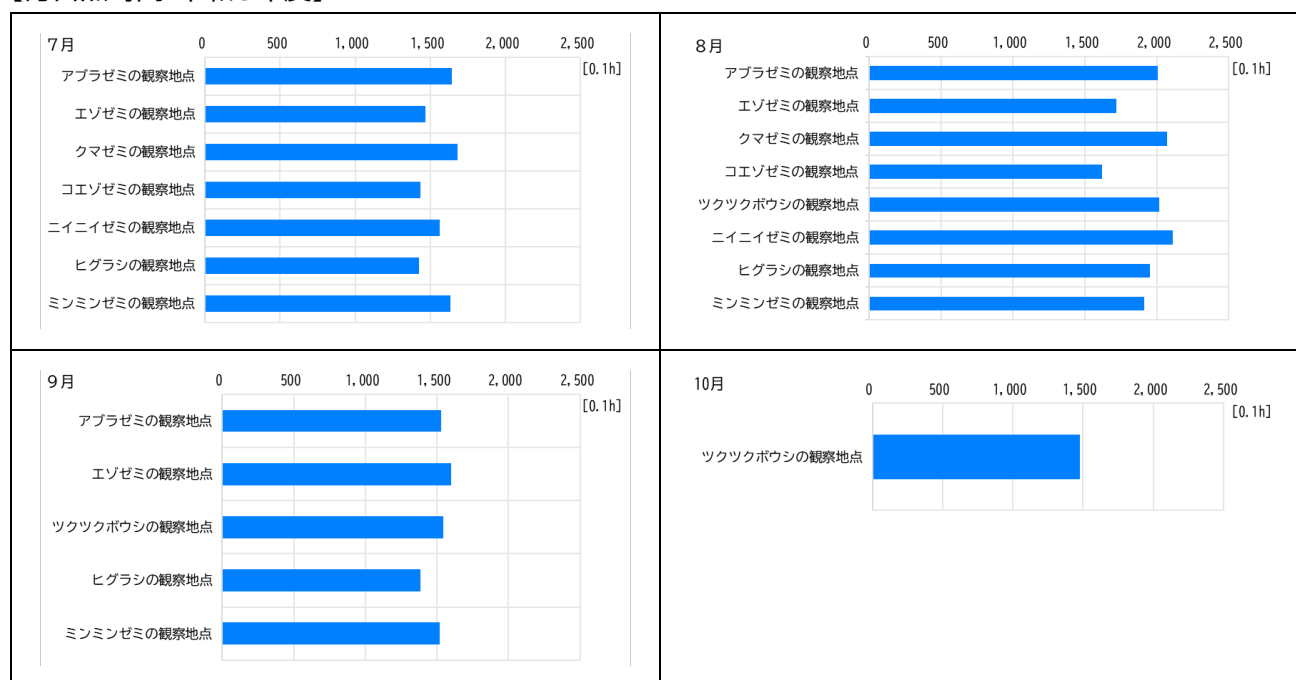 7月
0 500 1,000 1,500 2,000 2,500
[0.1h]
アブラゼミの観察地点
エゾゼミの観察地点
クマゼミの観察地点
コエゾゼミの観察地点
ニイニイゼミの観察地点
ヒグラシの観察地点
ミンミンゼミの観察地点
8月
0 500 1,000 1,500 2,000 2,500
[0.1h]
アブラゼミの観察地点
エゾゼミの観察地点
クマゼミの観察地点
コエゾゼミの観察地点
ツクツクボウシの観察地点
ニイニイゼミの観察地点
ヒグラシの観察地点
ミンミンゼミの観察地点
9月
0 500 1,000 1,500 2,000 2,500
[0.1h]
アブラゼミの観察地点
エゾゼミの観察地点
ツクツクボウシの観察地点
ヒグラシの観察地点
ミンミンゼミの観察地点
10月
0 500 1,000 1,500 2,000 2,500
[0.1h]
ツクツクボウシの観察地点